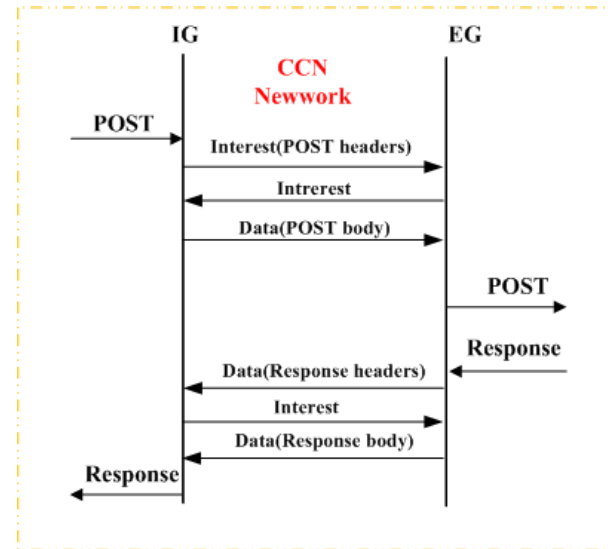 IG
EG
CCN
Newwork
POST
Interest(POST headers)
Intrerest
Data(POST body)
POST
Response
Data(Response headers)
Interest
Data(Response body)
Response